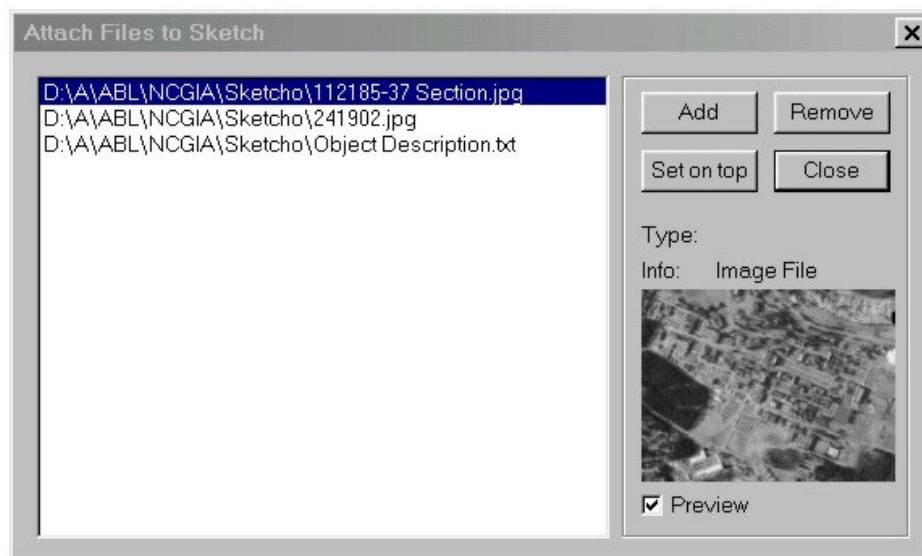 Attach Files to Sketch
D:\A\ABL\NCGIA\Sketcho\112185-37 Section.jpg
D:\A\ABL\NCGIA\Sketcho\241902.jpg
D:\A\ABL\NCGIA\Sketcho\Object Description.txt
Add Remove
Set on top Close
Type:
Info: Image File
Preview